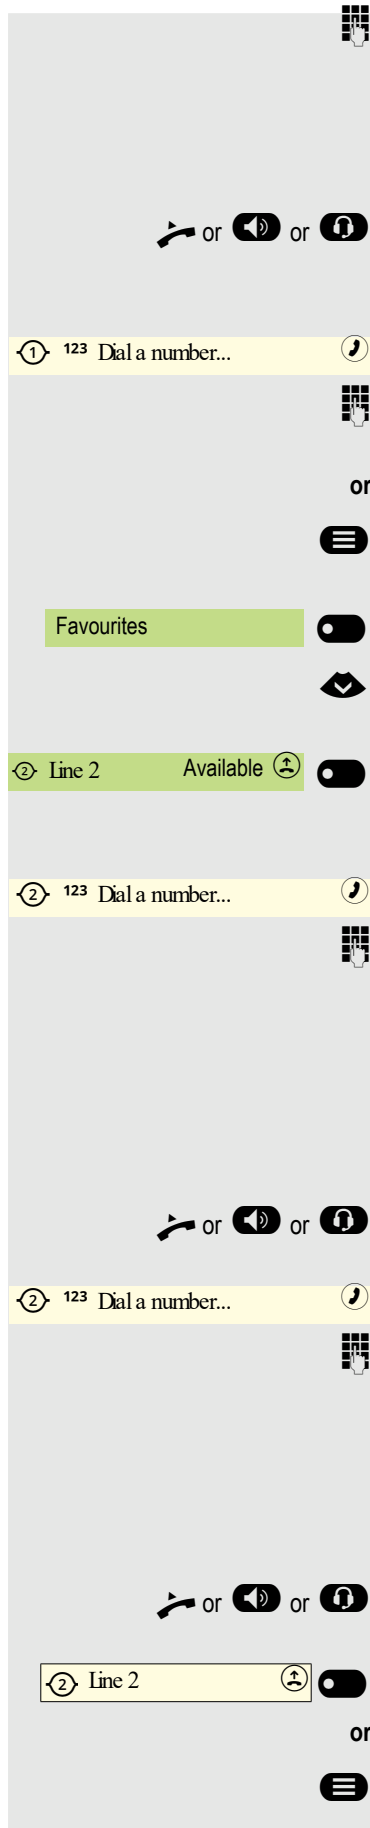 or or
1 123 Dial a number...
or
Favourites
2 Line 2 Available
2 123 Dial a number...
or or
2 123 Dial a number...
or or
2 Line 2
or